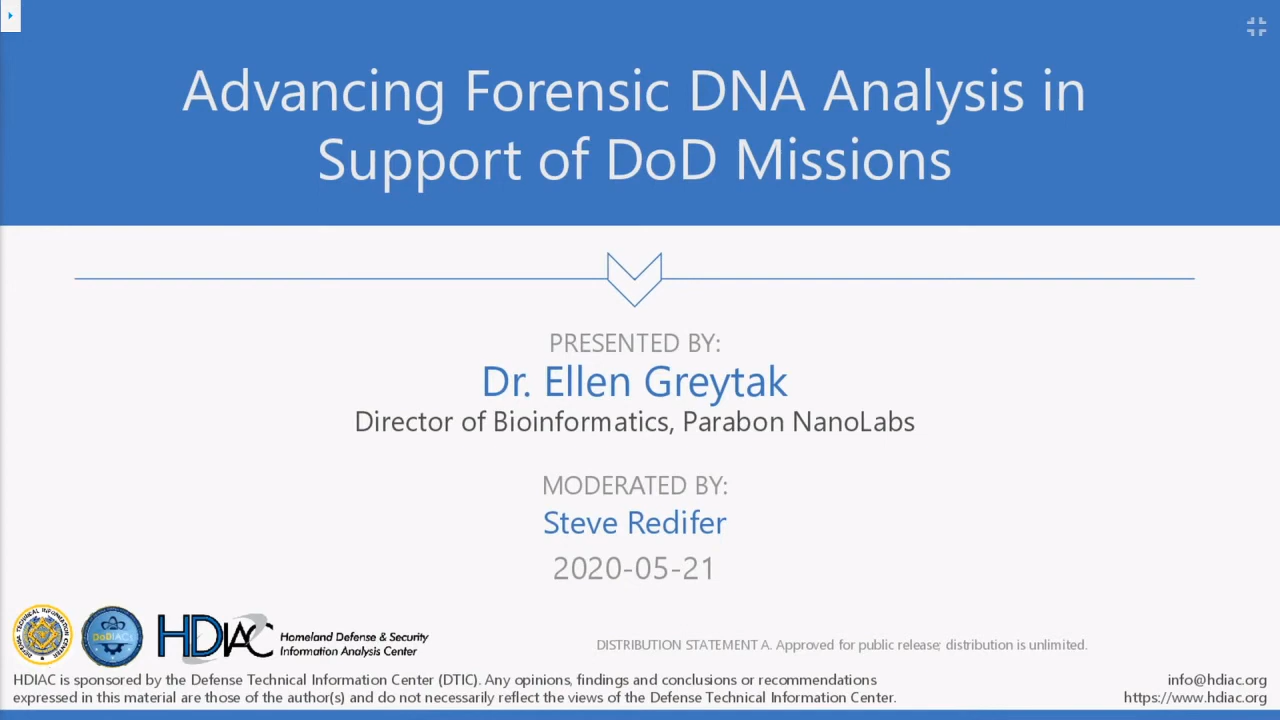 Advancing Forensic DNA Analysis in
Support of DoD Missions
PRESENTED BY:
Dr. Ellen Greytak
Director of Bioinformatics, Parabon NanoLabs
MODERATED BY:
Steve Redifer
2020-05-21
DoDIACs
HDIAC
Homeland Defense & Security
Information Analysis Center
DISTRIBUTION STATEMENT A. Approved for public release; distribution is unlimited.
HDIAC is sponsored by the Defense Technical Information Center (DTIC). Any opinions, findings and conclusions or recommendations
expressed in this material are those of the author(s) and do not necessarily reflect the views of the Defense Technical Information Center.
info@hdiac.org
https://www.hdiac.org